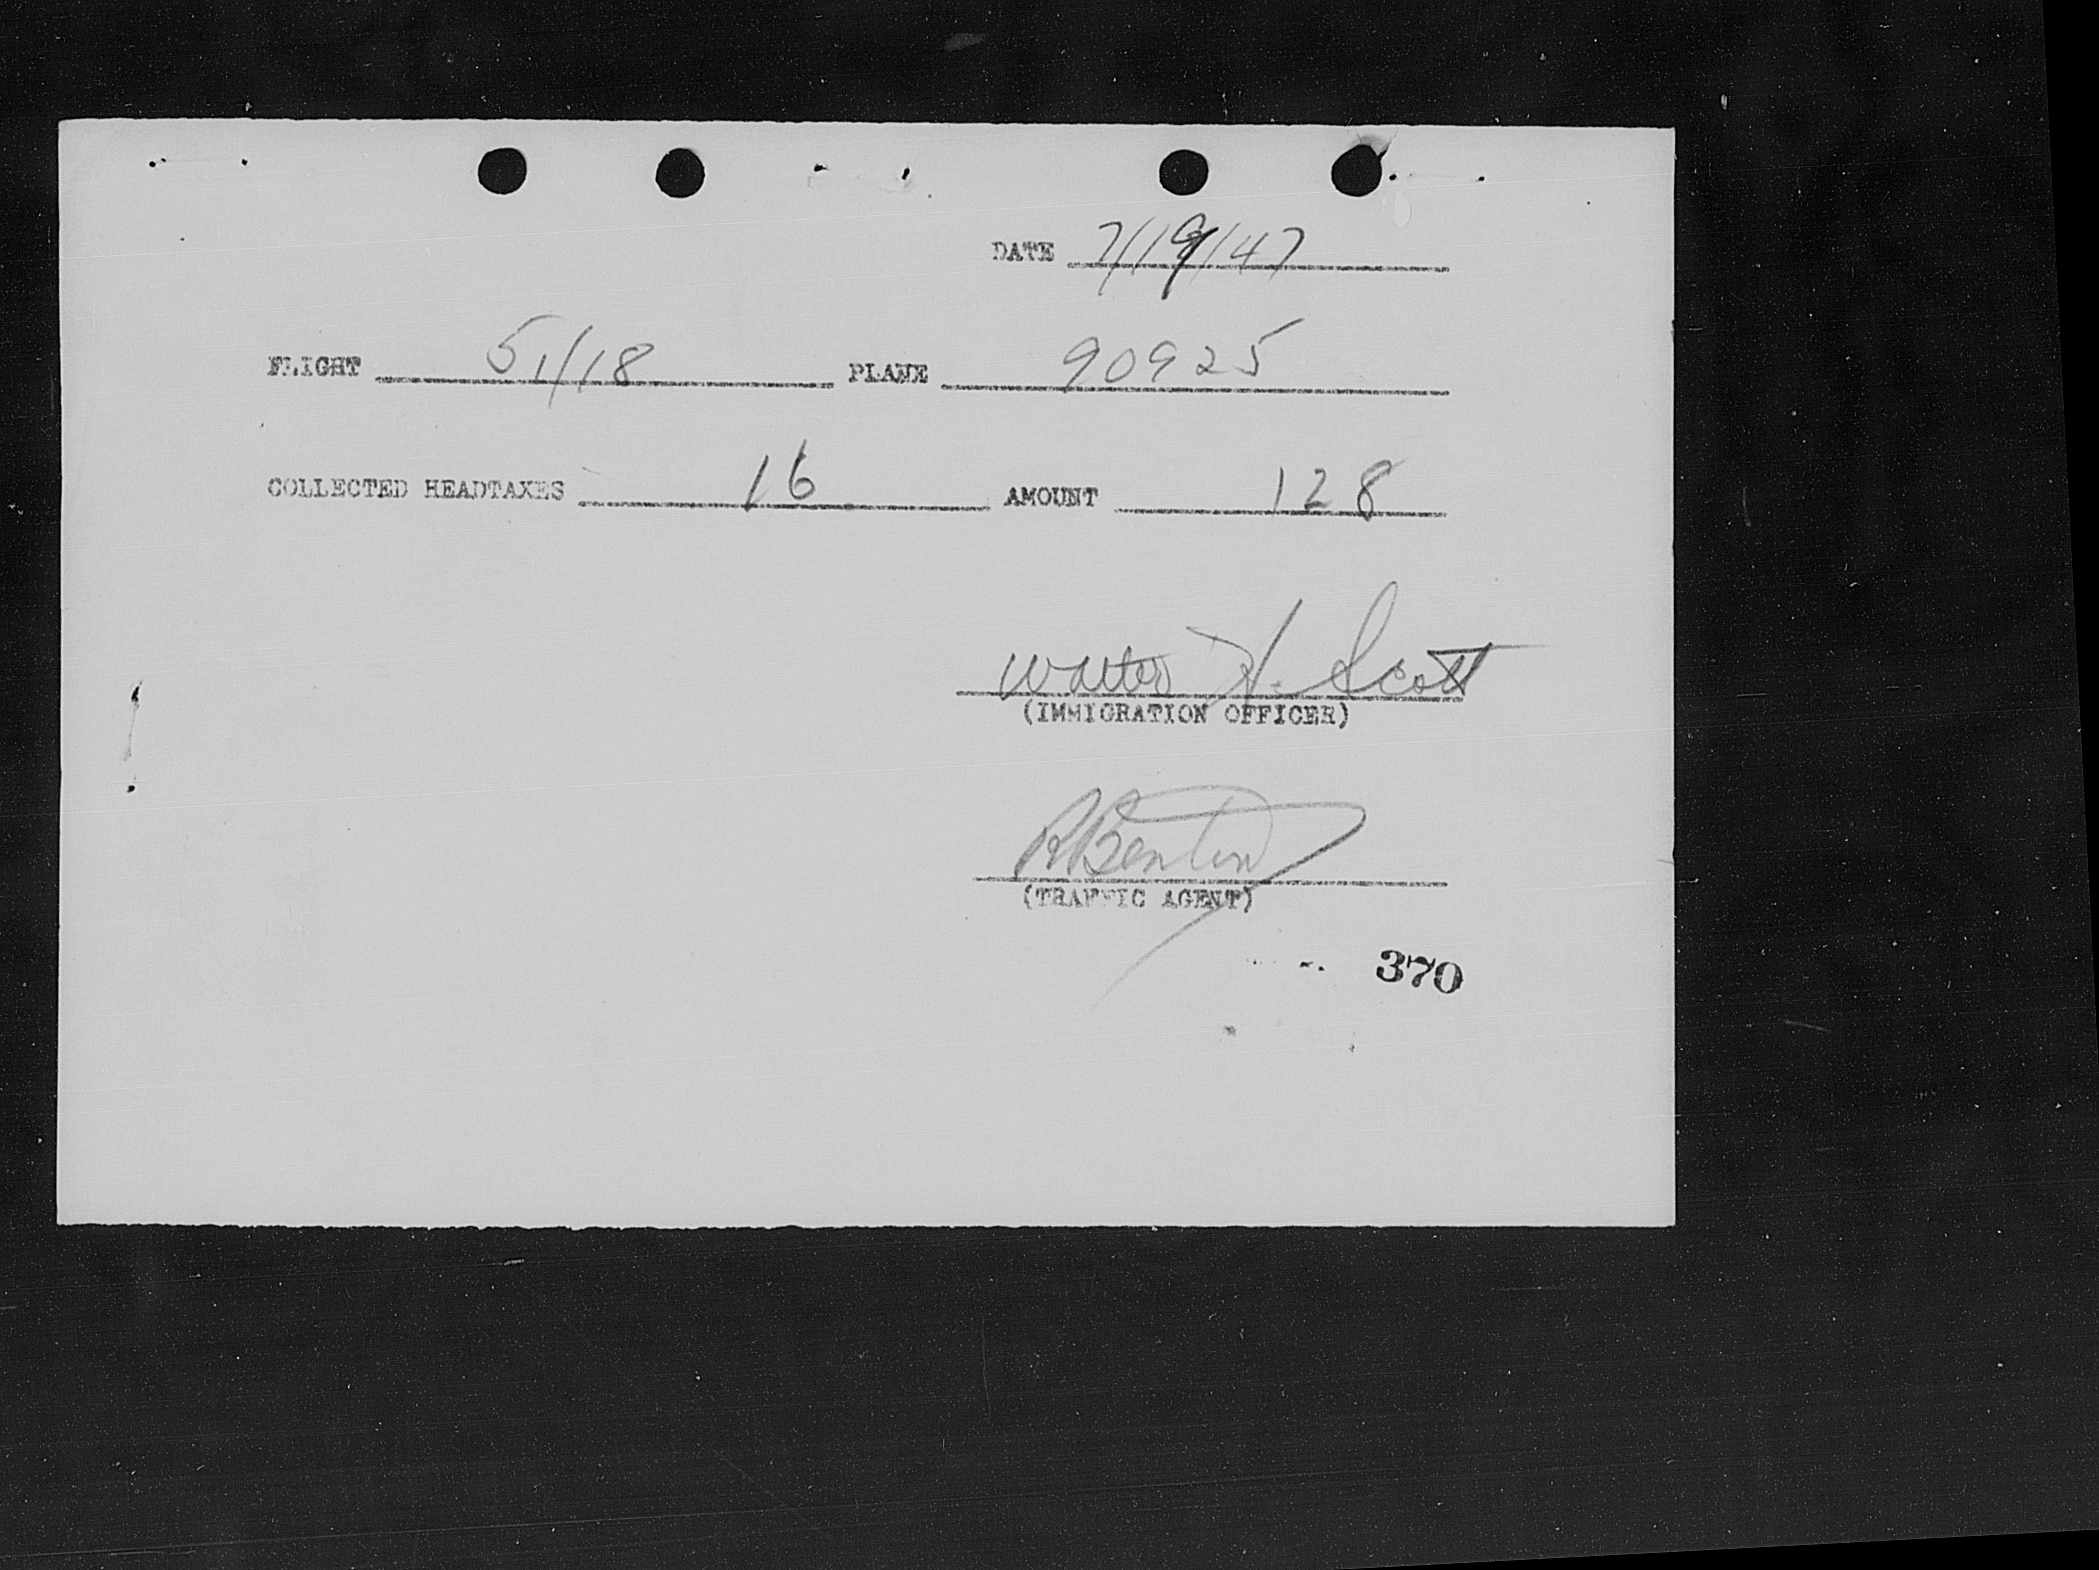 DATE 7/19/47
FLIGHT 51/18 PLANE 90925
COLLECTED HEADTAXES 16 AMOUNT 128
Walter H. Scott
(IMMIGRATION OFFICER)
R Benton
(TRAFFIC AGENT)
370